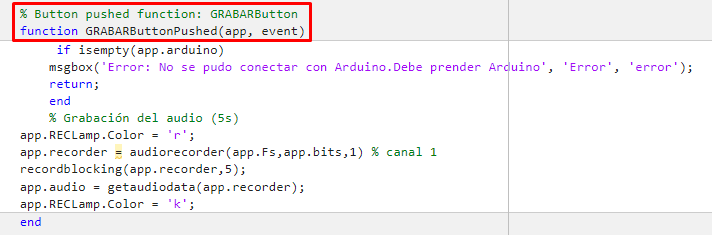 % Button pushed function: GRABARButton
function GRABARButtonPushed(app, event)
if isempty(app.arduino)
msgbox('Error: No se pudo conectar con Arduino.Debe prender Arduino', 'Error', 'error');
return;
end
% Grabación del audio (5s)
app.RECLamp.Color = 'r';
app.recorder = audiorecorder(app.Fs,app.bits,1) % canal 1
recordblocking(app.recorder,5);
app.audio = getaudiodata(app.recorder);
app.RECLamp.Color = 'k';
end